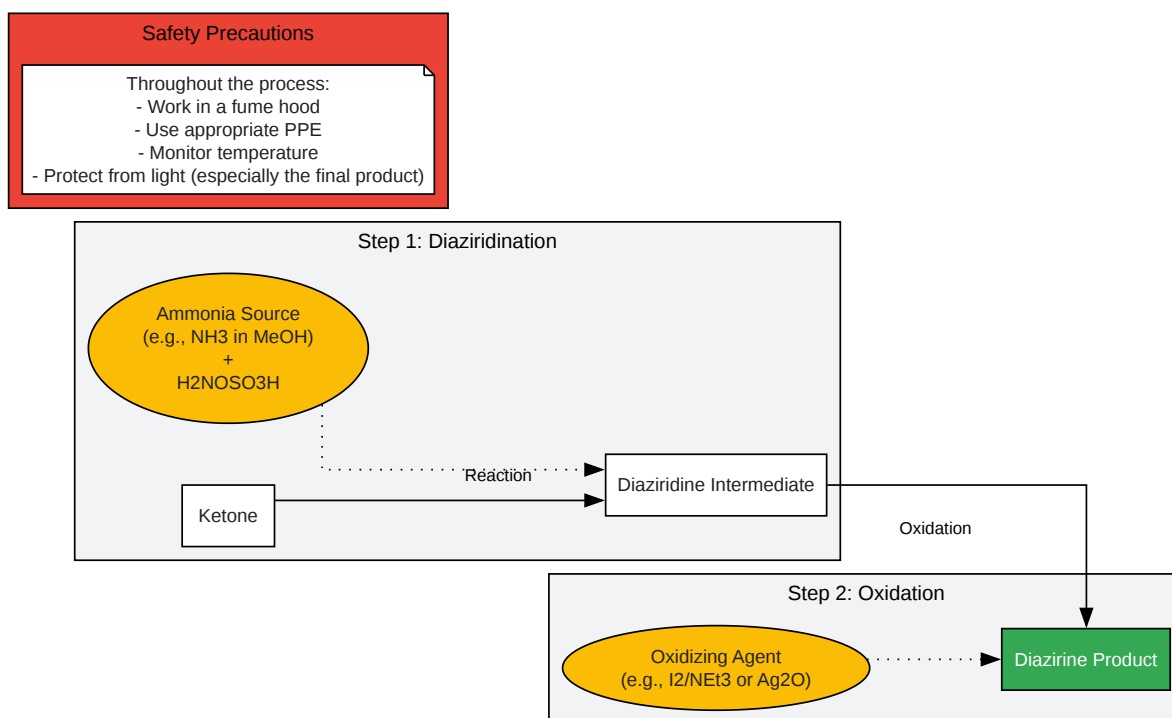 Safety Precautions
Throughout the process:
- Work in a fume hood
- Use appropriate PPE
- Monitor temperature
- Protect from light (especially the final product)
Step 1: Diaziridination
Ammonia Source
(e.g., NH3 in MeOH)
+
H2NOSO3H
Reaction
Ketone
Diaziridine Intermediate
Oxidation
Step 2: Oxidation
Oxidizing Agent
(e.g., I2/NEt3 or Ag2O)
Diazirine Product